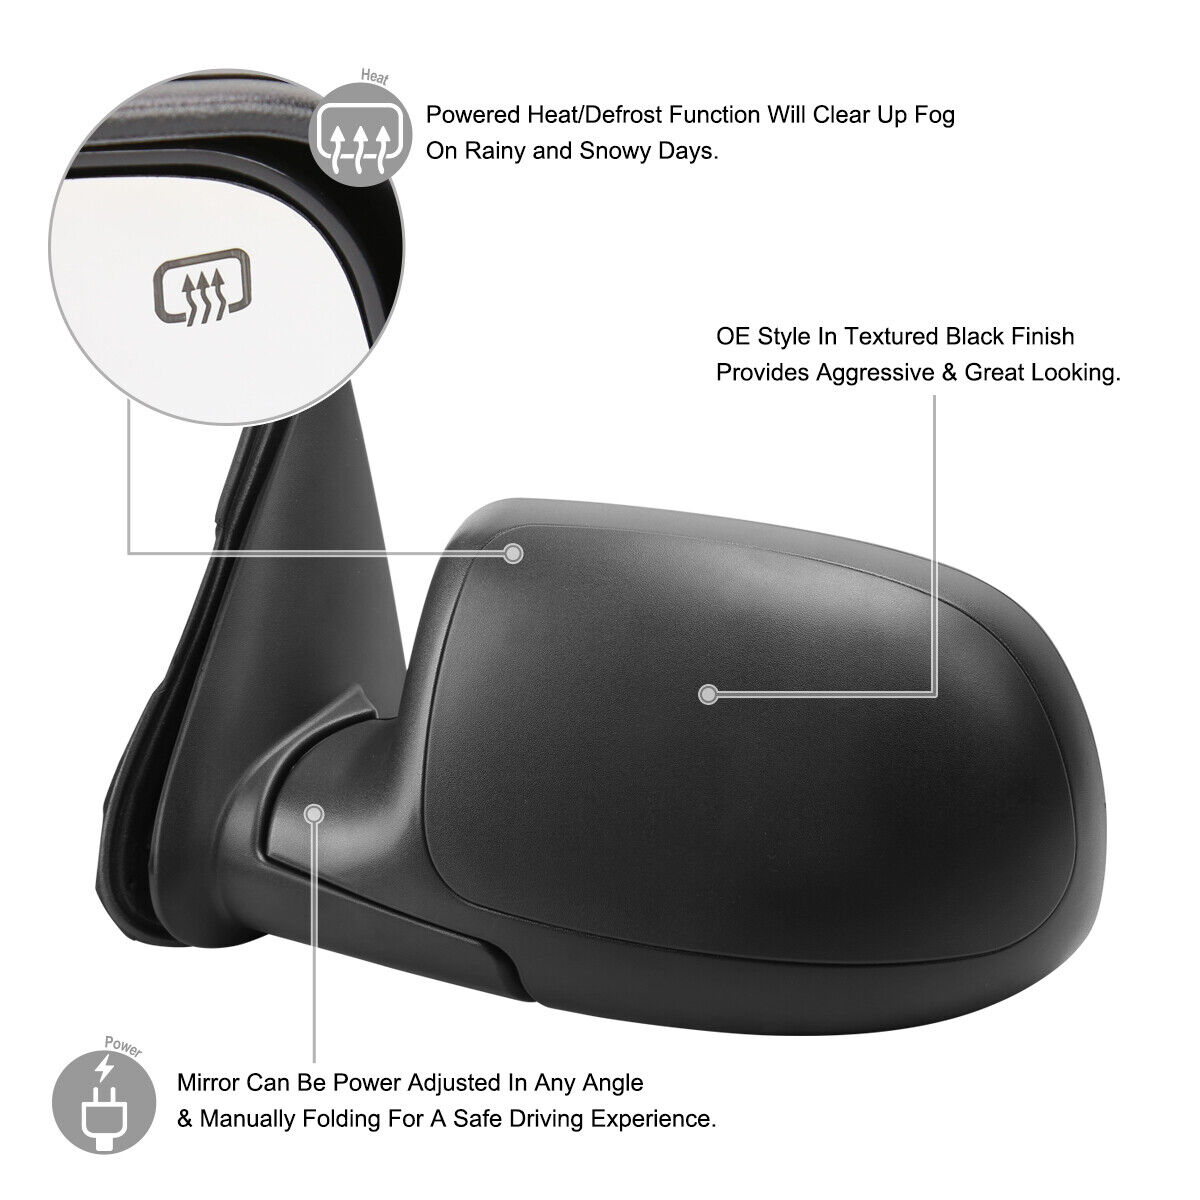 Heat
Powered Heat/Defrost Function Will Clear Up Fog
On Rainy and Snowy Days.
OE Style In Textured Black Finish
Provides Aggressive & Great Looking.
Power
Mirror Can Be Power Adjusted In Any Angle
& Manually Folding For A Safe Driving Experience.